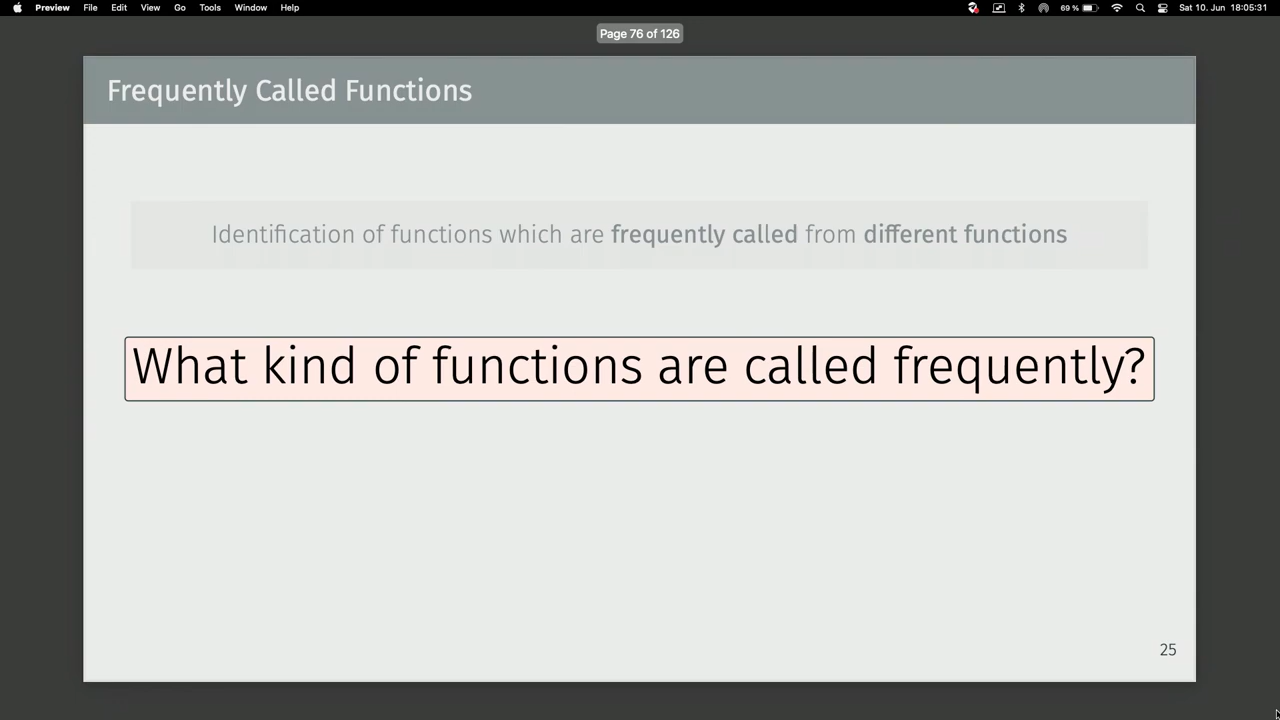 Preview File Edit View Go Tools Window Help 69 % Sat 10. Jun 18:05:31
Page 76 of 126
Frequently Called Functions
Identification of functions which are frequently called from different functions
What kind of functions are called frequently?
25